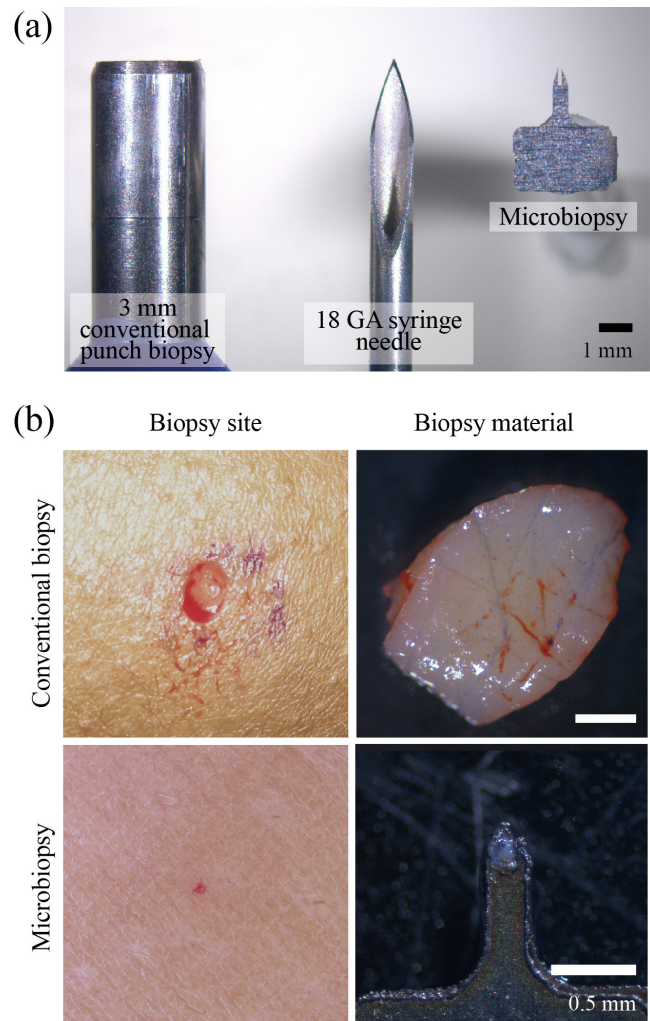 (a)
3 mm
conventional
punch biopsy
18 GA syringe
needle
Microbiopsy
1 mm
(b)
Biopsy site
Biopsy material
Conventional biopsy
Microbiopsy
0.5 mm